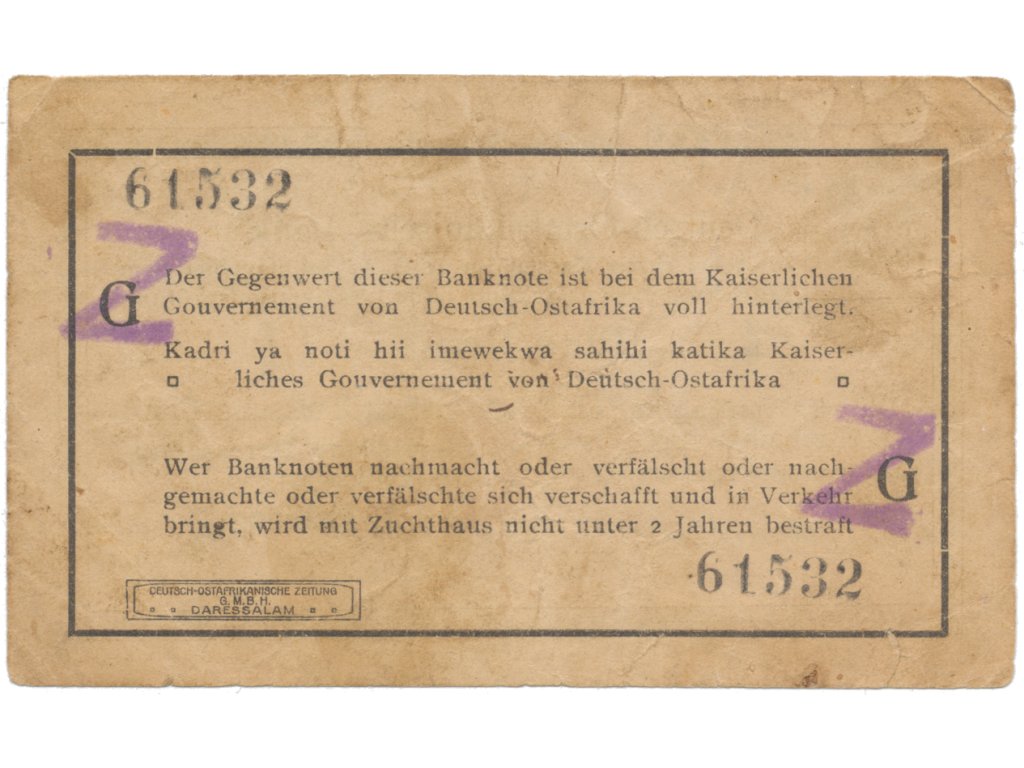 61532
Z
G
Der Gegenwert dieser Banknote ist bei dem Kaiserlichen
Gouvernement von Deutsch-Ostafrika voll hinterlegt.
Kadri ya noti hii imewekwa sahihi katika Kaiser-
liches Gouvernement von Deutsch-Ostafrika
Wer Banknoten nachmacht oder verfälscht oder nach-
gemachte oder verfälschte sich verschafft und in Verkehr
bringt, wird mit Zuchthaus nicht unter 2 Jahren bestraft
Z
G
61532
DEUTSCH-OSTAFRIKANISCHE ZEITUNG
G. M. B. H.
DARESSALAM